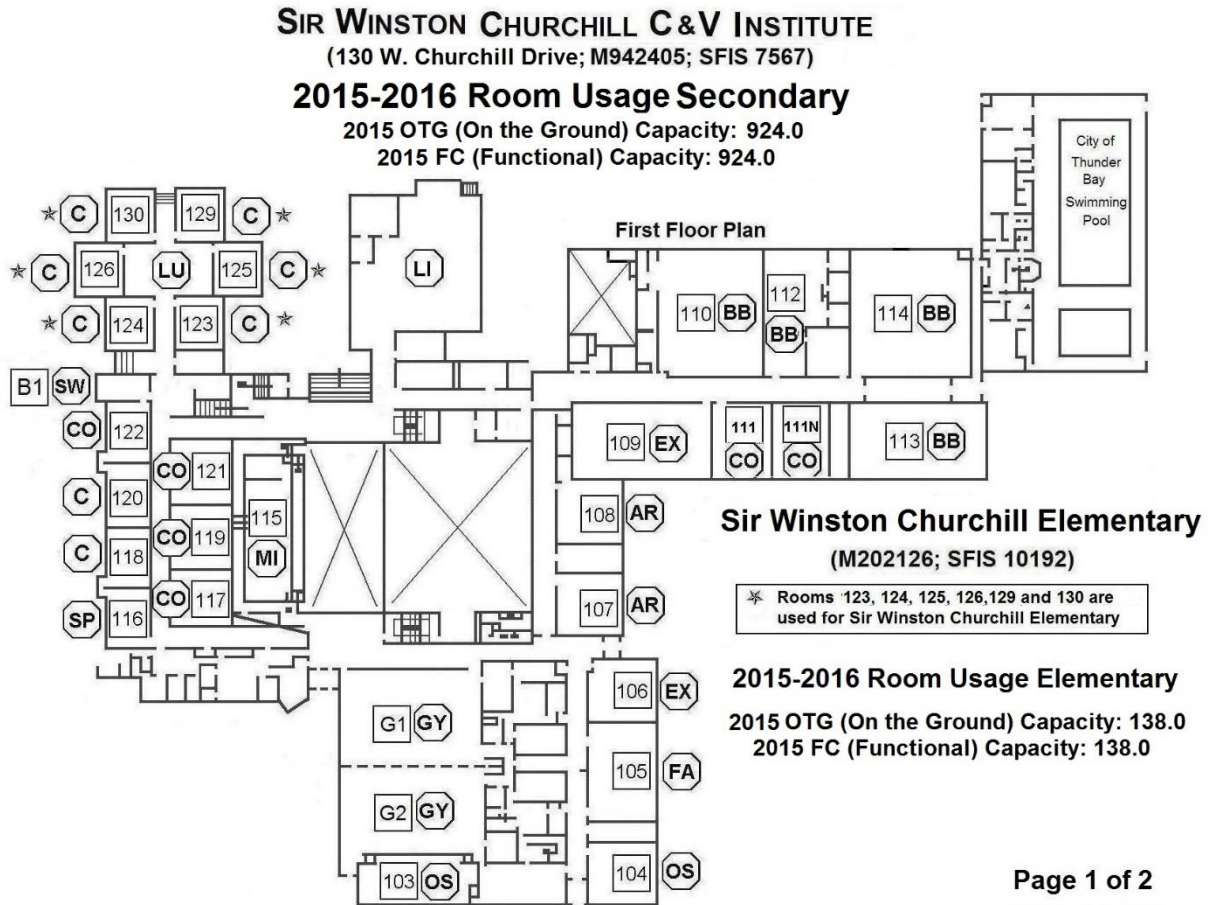 SIR WINSTON CHURCHILL C&V INSTITUTE
(130 W. Churchill Drive; M942405; SFIS 7567)
2015-2016 Room Usage Secondary
2015 OTG (On the Ground) Capacity: 924.0
2015 FC (Functional) Capacity: 924.0
City of
Thunder
Bay
Swimming
Pool
First Floor Plan
C 130 129 C
C 126 LU 125 C
C 124 123 C
LI
110 BB
112
BB
114 BB
B1 SW
CO 122
CO 121
C 120
115
MI
CO 119
C 118
CO 117
SP 116
109 EX
111
CO
111N
CO
113 BB
108 AR
107 AR
Sir Winston Churchill Elementary
(M202126; SFIS 10192)
Rooms 123, 124, 125, 126,129 and 130 are
used for Sir Winston Churchill Elementary
106 EX
G1 GY
105 FA
G2 GY
103 OS
104 OS
2015-2016 Room Usage Elementary
2015 OTG (On the Ground) Capacity: 138.0
2015 FC (Functional) Capacity: 138.0
Page 1 of 2